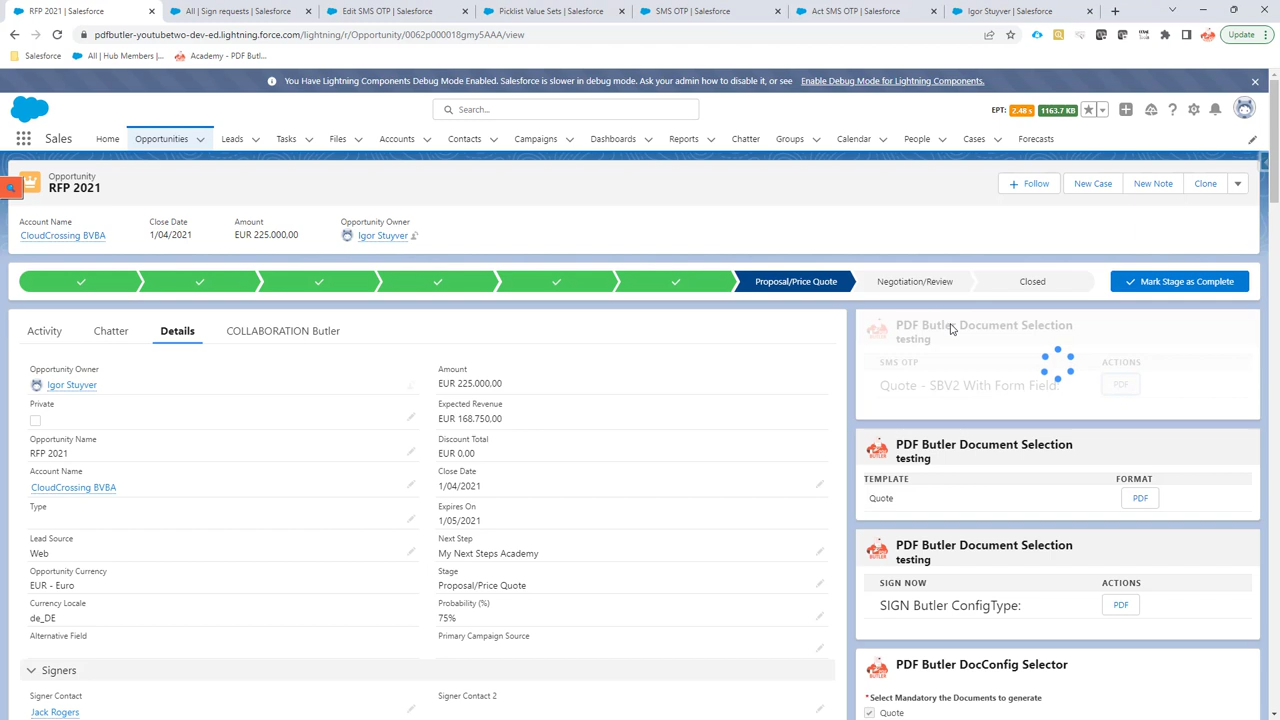 RFP 2021 | Salesforce
All | Sign requests | Salesforce
Edit SMS OTP | Salesforce
Picklist Value Sets | Salesforce
SMS OTP | Salesforce
Act SMS OTP | Salesforce
Igor Stuyver | Salesforce
pdfbutler-youtubetwo-dev-ed.lightning.force.com/lightning/r/Opportunity/0062p000018gmy5AAA/view
Update
Salesforce
All | Hub Members |...
Academy - PDF Butl...
You Have Lightning Components Debug Mode Enabled. Salesforce is slower in debug mode. Ask your admin how to disable it, or see Enable Debug Mode for Lightning Components.
Search...
EPT: 2.48 s 1163.7 KB
Sales
Home
Opportunities
Leads
Tasks
Files
Accounts
Contacts
Campaigns
Dashboards
Reports
Chatter
Groups
Calendar
People
Cases
Forecasts
Opportunity
RFP 2021
Follow
New Case
New Note
Clone
Account Name
Close Date
Amount
Opportunity Owner
CloudCrossing BVBA
1/04/2021
EUR 225.000,00
Igor Stuyver
Proposal/Price Quote
Negotiation/Review
Closed
Mark Stage as Complete
Activity
Chatter
Details
COLLABORATION Butler
Opportunity Owner
Igor Stuyver
Private
Opportunity Name
RFP 2021
Account Name
CloudCrossing BVBA
Type
Lead Source
Web
Opportunity Currency
EUR - Euro
Currency Locale
de_DE
Alternative Field
Amount
EUR 225.000,00
Expected Revenue
EUR 168.750,00
Discount Total
EUR 0,00
Close Date
1/04/2021
Expires On
1/05/2021
Next Step
My Next Steps Academy
Stage
Proposal/Price Quote
Probability (%)
75%
Primary Campaign Source
Signers
Signer Contact
Jack Rogers
Signer Contact 2
PDF Butler Document Selection
testing
SMS OTP
ACTIONS
Quote - SBV2 With Form Field:
PDF
PDF Butler Document Selection
testing
TEMPLATE
FORMAT
Quote
PDF
PDF Butler Document Selection
testing
SIGN NOW
ACTIONS
SIGN Butler ConfigType:
PDF
PDF Butler DocConfig Selector
*Select Mandatory the Documents to generate
Quote